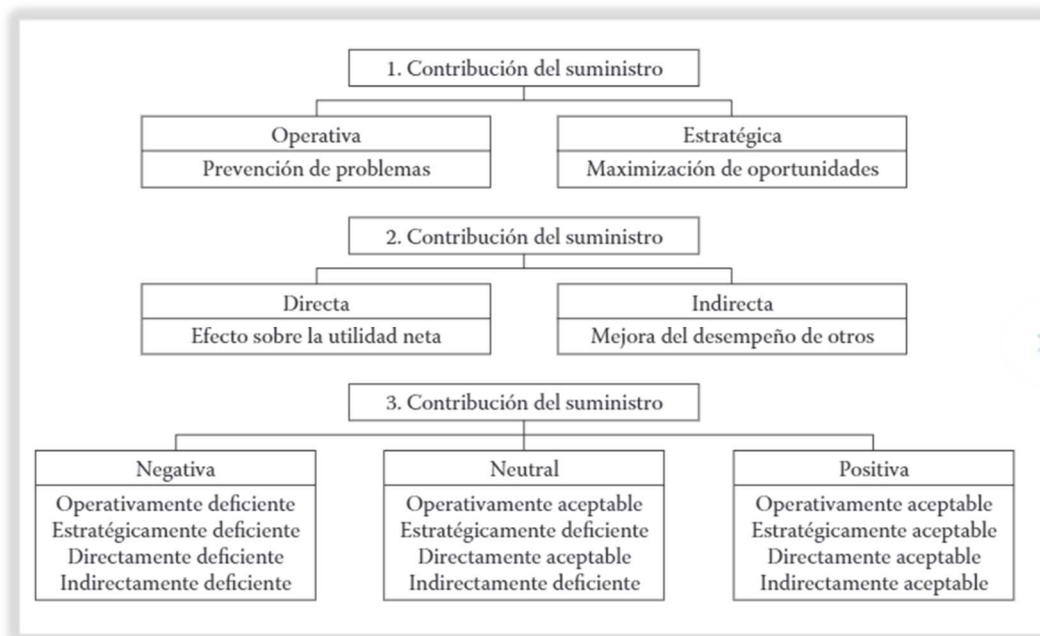 1. Contribución del suministro
Operativa
Prevención de problemas
Estratégica
Maximización de oportunidades
2. Contribución del suministro
Directa
Efecto sobre la utilidad neta
Indirecta
Mejora del desempeño de otros
3. Contribución del suministro
Negativa
Operativamente deficiente
Estratégicamente deficiente
Directamente deficiente
Indirectamente deficiente
Neutral
Operativamente aceptable
Estratégicamente deficiente
Directamente aceptable
Indirectamente deficiente
Positiva
Operativamente aceptable
Estratégicamente aceptable
Directamente aceptable
Indirectamente aceptable